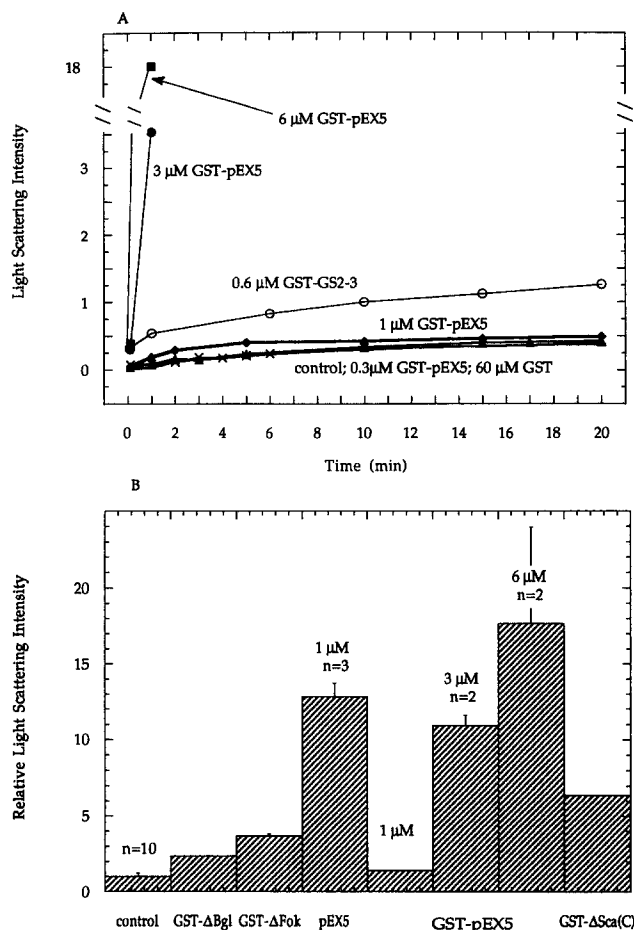 A
18
6 µM GST-pEX5
3 µM GST-pEX5
3
2
0.6 µM GST-GS2-3
1
1 µM GST-pEX5
0
control; 0.3µM GST-pEX5; 60 µM GST
Light Scattering Intensity
0 2 4 6 8 10 12 14 16 18 20
Time (min)
B
Relative Light Scattering Intensity
20
15
10
5
0
n=10
1 µM
n=3
1 µM
3 µM
n=2
6 µM
n=2
control GST-ΔBgl GST-ΔFok pEX5 GST-pEX5 GST-ΔSca(C)